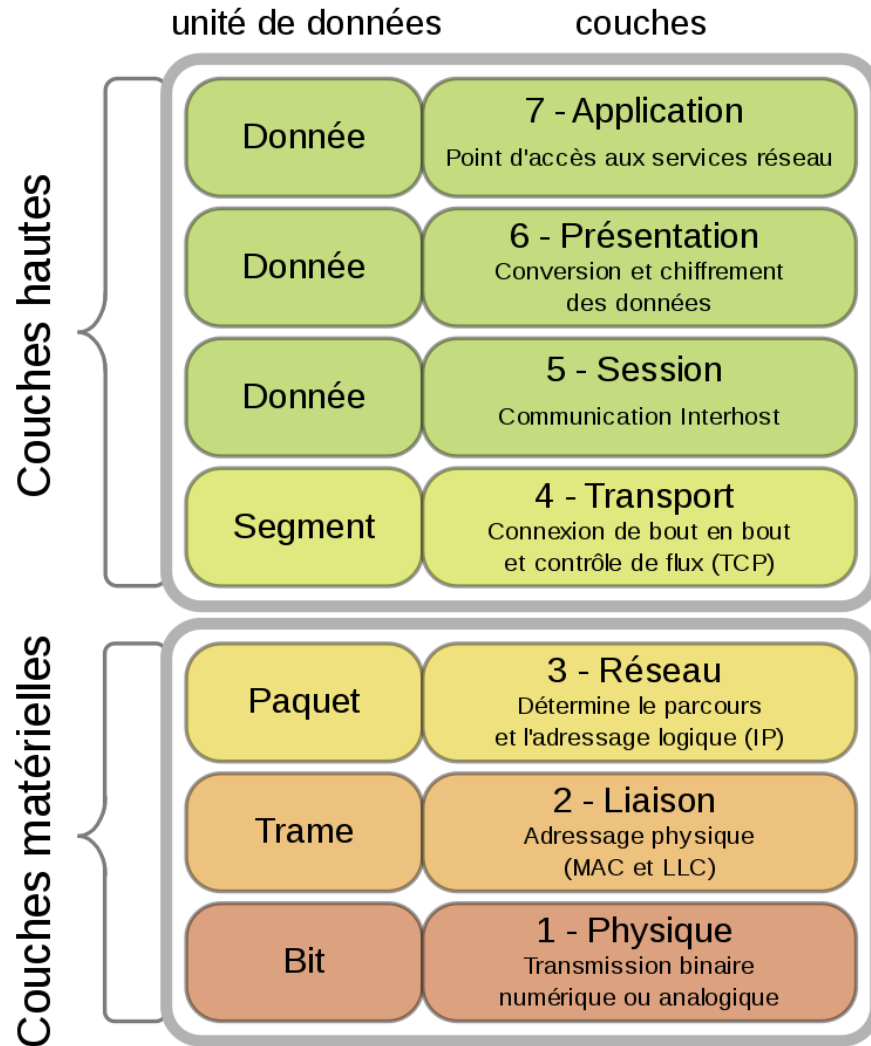 unité de données
couches
Couches hautes
Donnée
7 - Application
Point d'accès aux services réseau
Donnée
6 - Présentation
Conversion et chiffrement
des données
Donnée
5 - Session
Communication Interhost
Segment
4 - Transport
Connexion de bout en bout
et contrôle de flux (TCP)
Couches matérielles
Paquet
3 - Réseau
Détermine le parcours
et l'adressage logique (IP)
Trame
2 - Liaison
Adressage physique
(MAC et LLC)
Bit
1 - Physique
Transmission binaire
numérique ou analogique